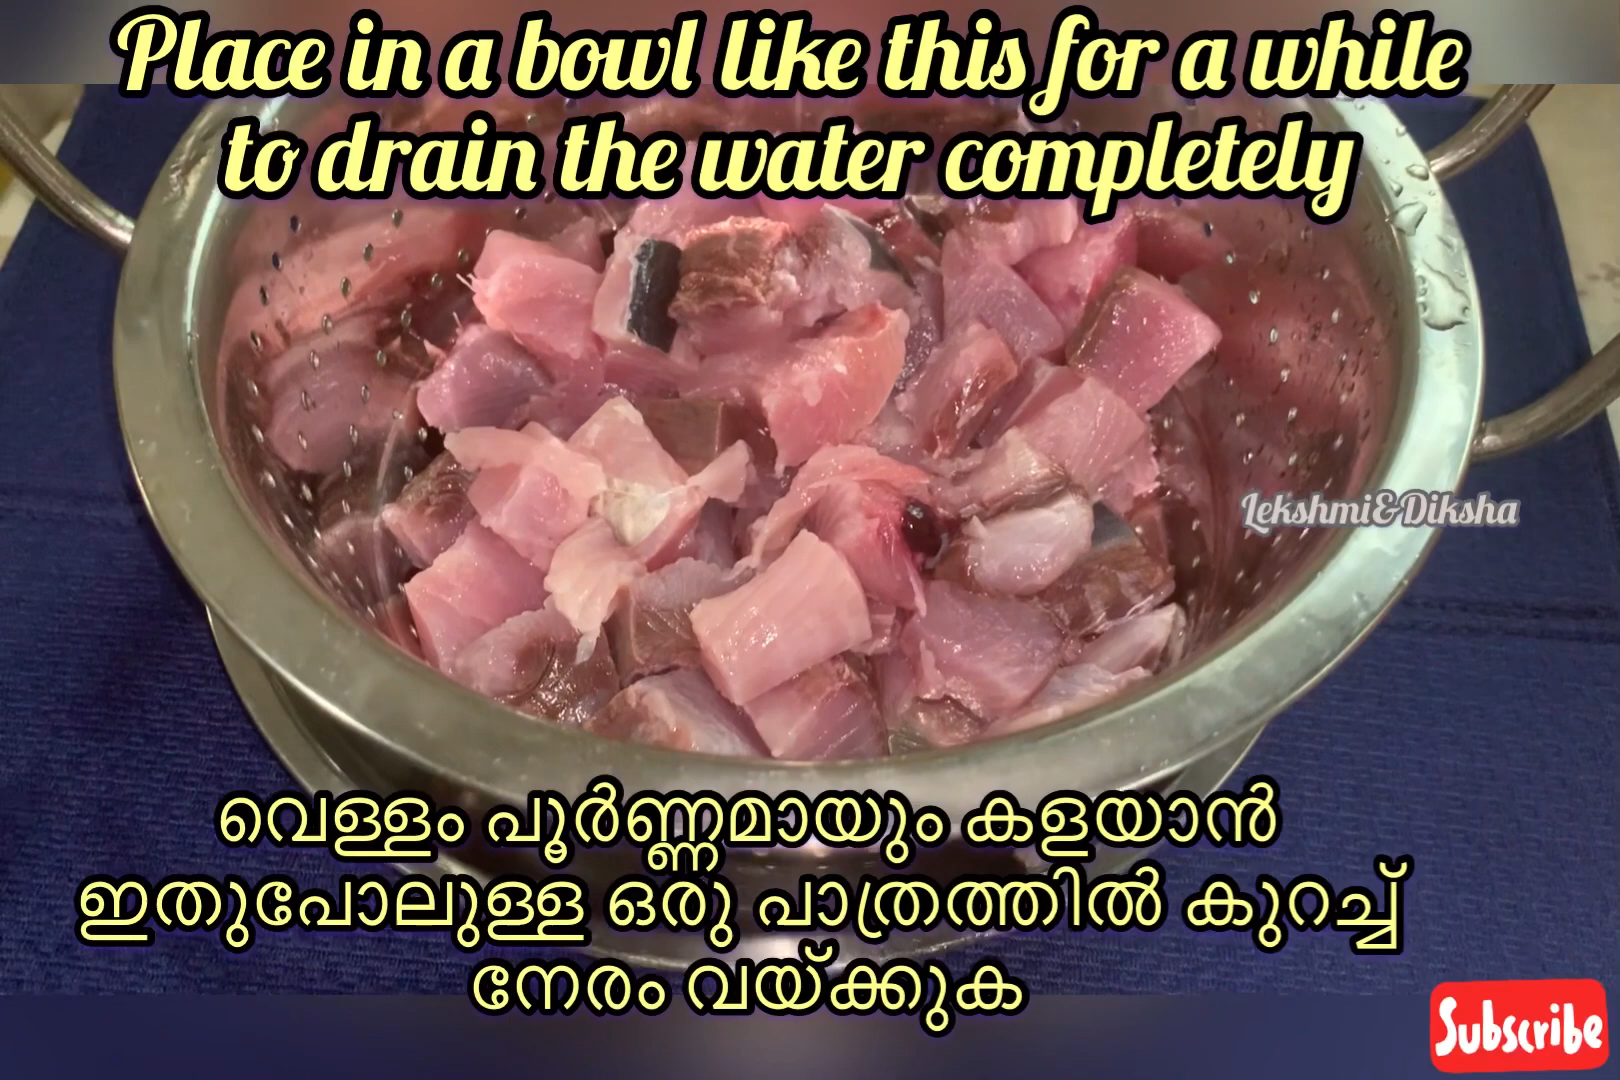 Place in a bowl like this for a while
to drain the water completely
Lekshmi&Diksha
വെള്ളം പൂർണ്ണമായും കളയാൻ
ഇതുപോലുള്ള ഒരു പാത്രത്തിൽ കുറച്ച്
നേരം വയ്ക്കുക
Subscribe